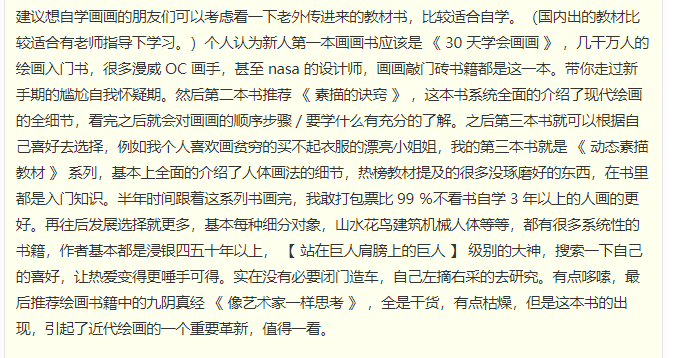 建议想自学画画的朋友们可以考虑看一下老外传进来的教材书，比较适合自学。（国内出的教材比
较适合有老师指导下学习。）个人认为新人第一本画画书应该是 《 30 天学会画画 》 ，几千万人的
绘画入门书，很多漫威 OC 画手，甚至 nasa 的设计师，画画敲门砖书籍都是这一本。带你走过新
手期的尴尬自我怀疑期。然后第二本书推荐 《 素描的诀窍 》 ，这本书系统全面的介绍了现代绘画
的全细节，看完之后就会对画画的顺序步骤 / 要学什么有充分的了解。之后第三本书就可以根据自
己喜好去选择，例如我个人喜欢画贫穷的买不起衣服的漂亮小姐姐，我的第三本书就是 《 动态素描
教材 》 系列，基本上全面的介绍了人体画法的细节，热榜教材提及的很多没琢磨好的东西，在书里
都是入门知识。半年时间跟着这系列书画完，我敢打包票比 99 %不看书自学 3 年以上的人画的更
好。再往后发展选择就更多，基本每种细分对象，山水花鸟建筑机械人体等等，都有很多系统性的
书籍，作者基本都是浸银四五十年以上， 【 站在巨人肩膀上的巨人 】 级别的大神，搜索一下自己
的喜好，让热爱变得更唾手可得。实在没有必要闭门造车，自己左摘右采的去研究。有点哆嗦，最
后推荐绘画书籍中的九阴真经 《 像艺术家一样思考 》 ，全是干货，有点枯燥，但是这本书的出
现，引起了近代绘画的一个重要革新，值得一看。